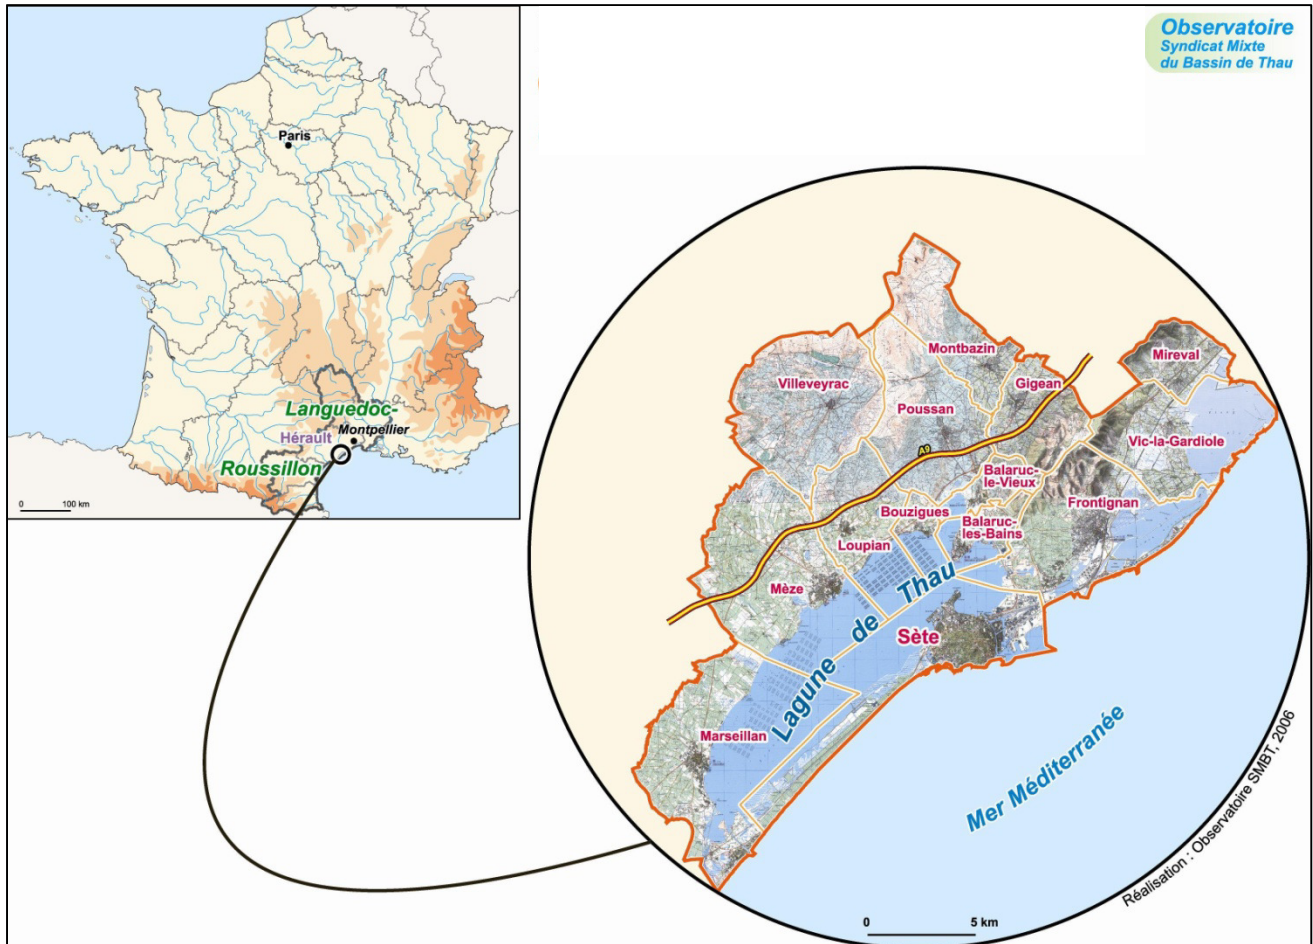 Observatoire
Syndicat Mixte
du Bassin de Thau
Paris
Languedoc-
Montpellier
Hérault
Roussillon
0 100 km
Mireval
Montbazin
Villeveyrac
Gigean
Poussan
Vic-la-Gardiole
A9
Balaruc-
le-Vieux
Frontignan
Bouzigues
Balaruc-
les-Bains
Loupian
Mèze
Lagune de Thau
Sète
Marseillan
Mer Méditerranée
Réalisation : Observatoire SMBT, 2006
0 5 km